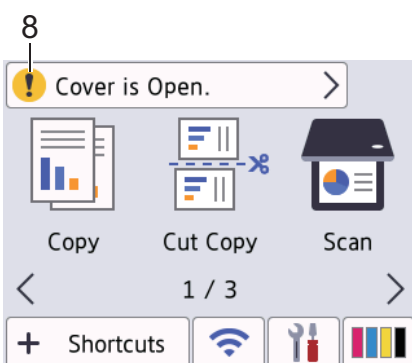 8
! Cover is Open.
Copy Cut Copy Scan
1 / 3
+ Shortcuts